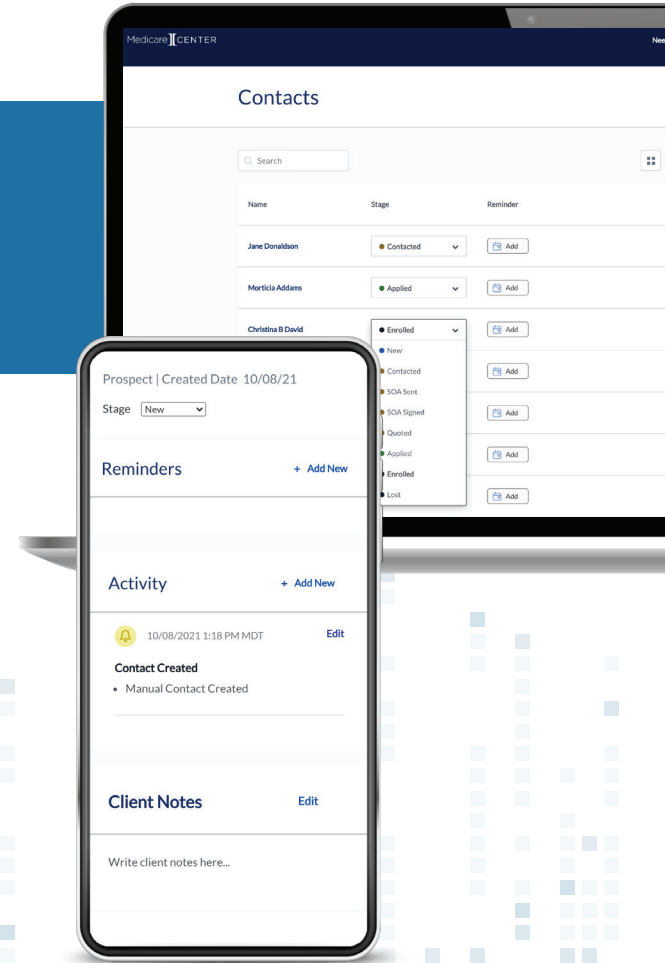 Medicare CENTER
Nee
Contacts
Search
Name Stage Reminder
Jane Donaldson Contacted Add
Morticia Addams Applied Add
Christina B David Enrolled Add
New
Contacted Add
SOA Sent
SOA Signed Add
Quoted
Applied Add
Enrolled
Lost Add
Prospect | Created Date 10/08/21
Stage New
Reminders + Add New
Activity + Add New
10/08/2021 1:18 PM MDT Edit
Contact Created
• Manual Contact Created
Client Notes Edit
Write client notes here...